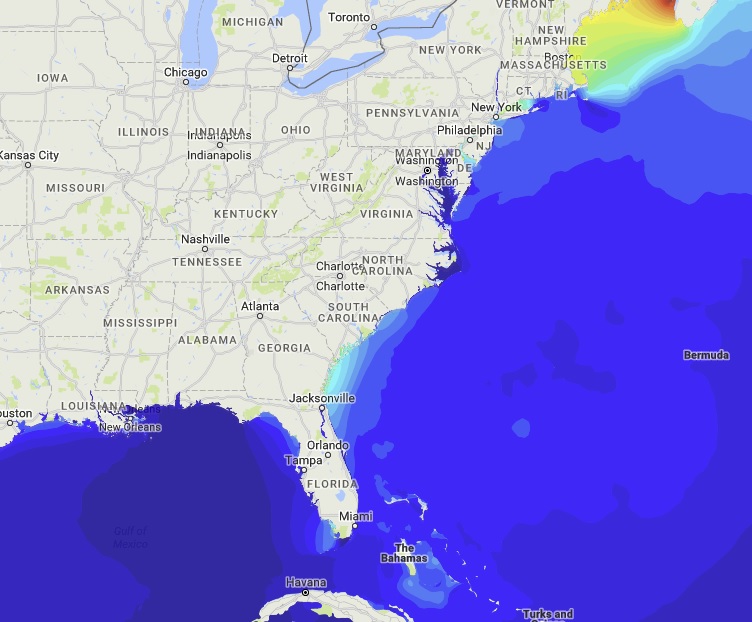 VERMONT
MICHIGAN
Toronto
NEW
HAMPSHIRE
NEW YORK
Detroit
MASSACHUSETTS
IOWA
Chicago
CT
RI
New York
PENNSYLVANIA
ILLINOIS
Indianapolis
INDIANA
OHIO
Philadelphia
Indianapolis
NJ
MARYLAND
Kansas City
Washington
DE
Washington
WEST
VIRGINIA
MISSOURI
KENTUCKY
VIRGINIA
Nashville
TENNESSEE
NORTH
CAROLINA
Charlotte
Charlotte
ARKANSAS
Atlanta
SOUTH
CAROLINA
MISSISSIPPI
ALABAMA
GEORGIA
Bermuda
Jacksonville
LOUISIANA
New Orleans
New Orleans
Orlando
Tampa
FLORIDA
Miami
Gulf of
Mexico
The
Bahamas
Havana
Turks and